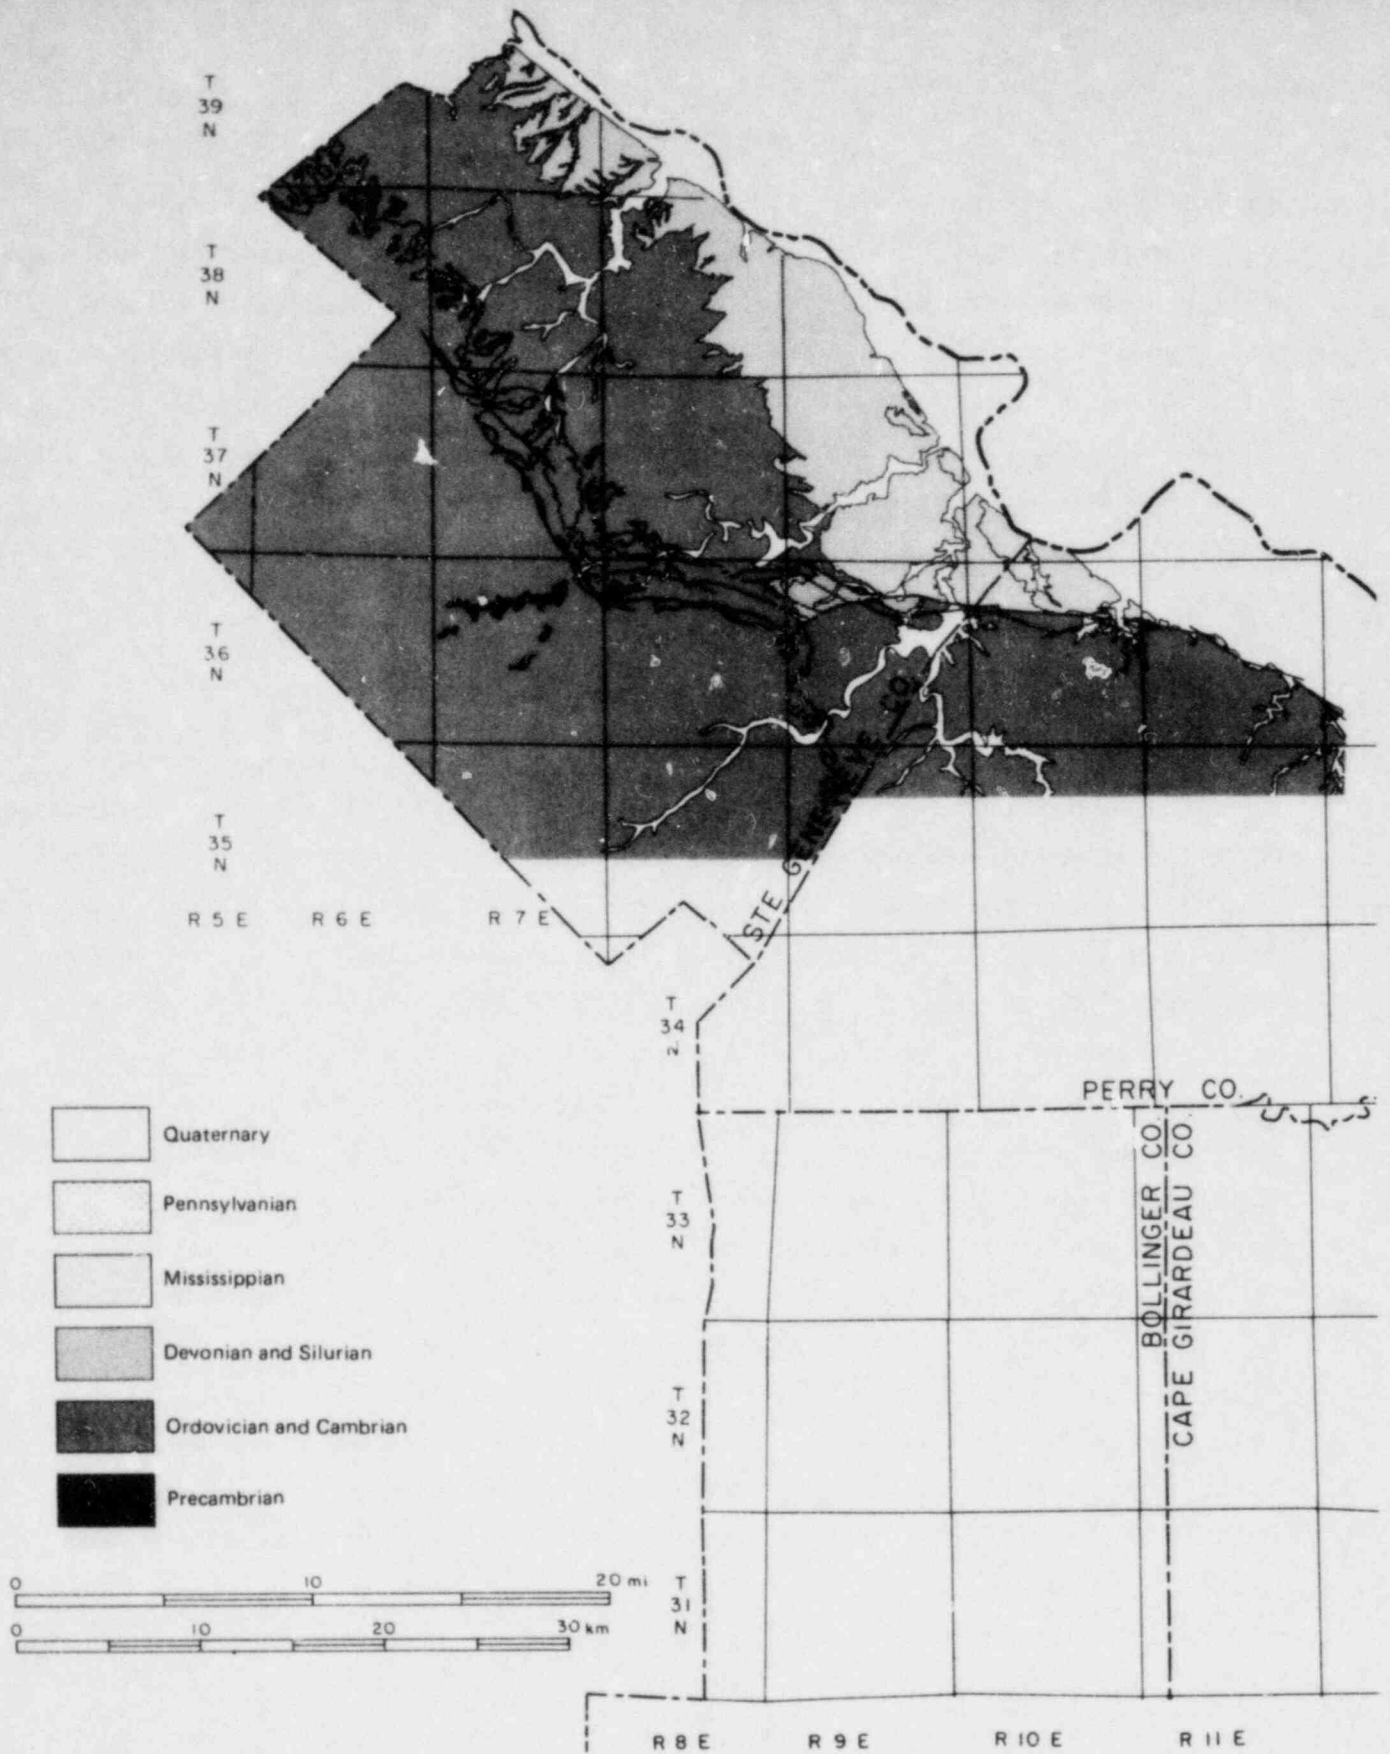 T
39
N
T
38
N
T
37
N
T
36
N
T
35
N
R 5 E R 6 E R 7 E
STE GENEVIEVE CO.
T
34
N
PERRY CO.
BOLLINGER CO.
CAPE GIRARDEAU CO.
Quaternary
Pennsylvanian
Mississippian
Devonian and Silurian
Ordovician and Cambrian
Precambrian
T
33
N
T
32
N
T
31
N
0 10 20 mi
0 10 20 30 km
R 8 E R 9 E R 10 E R 11 E